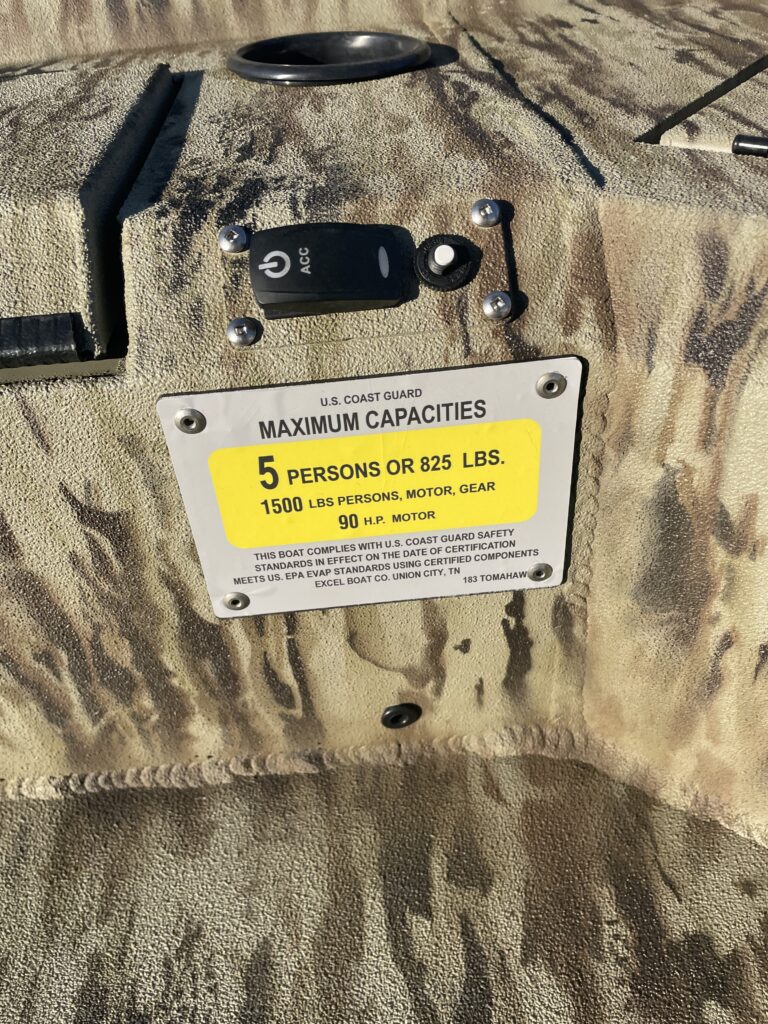 ACC
U.S. COAST GUARD
MAXIMUM CAPACITIES
5 PERSONS OR 825 LBS.
1500 LBS PERSONS, MOTOR, GEAR
90 H.P. MOTOR
THIS BOAT COMPLIES WITH U.S. COAST GUARD SAFETY
STANDARDS IN EFFECT ON THE DATE OF CERTIFICATION
MEETS US. EPA EVAP STANDARDS USING CERTIFIED COMPONENTS
EXCEL BOAT CO. UNION CITY, TN 183 TOMAHAW